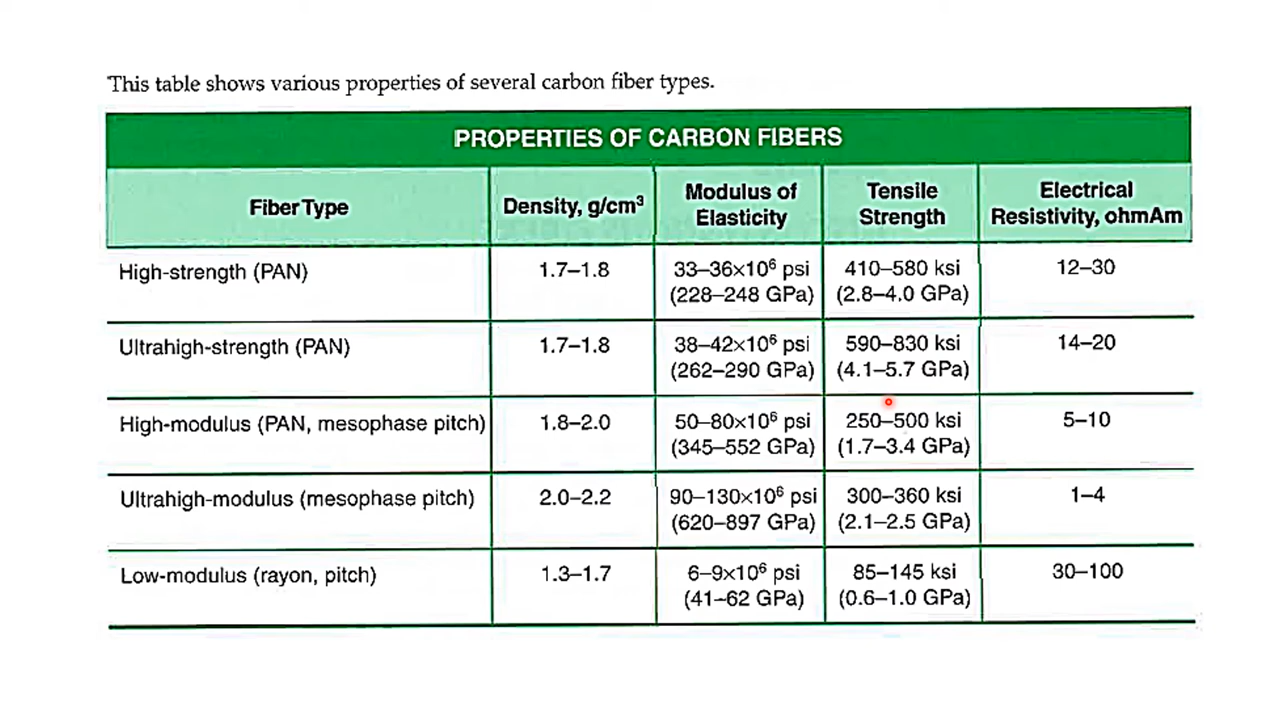 This table shows various properties of several carbon fiber types.
PROPERTIES OF CARBON FIBERS
Fiber Type
Density, g/cm³
Modulus of
Elasticity
Tensile
Strength
Electrical
Resistivity, ohmAm
High-strength (PAN)
1.7–1.8
33–36×10⁶ psi
(228–248 GPa)
410–580 ksi
(2.8–4.0 GPa)
12–30
Ultrahigh-strength (PAN)
1.7–1.8
38–42×10⁶ psi
(262–290 GPa)
590–830 ksi
(4.1–5.7 GPa)
14–20
High-modulus (PAN, mesophase pitch)
1.8–2.0
50–80×10⁶ psi
(345–552 GPa)
250–500 ksi
(1.7–3.4 GPa)
5–10
Ultrahigh-modulus (mesophase pitch)
2.0–2.2
90–130×10⁶ psi
(620–897 GPa)
300–360 ksi
(2.1–2.5 GPa)
1–4
Low-modulus (rayon, pitch)
1.3–1.7
6–9×10⁶ psi
(41–62 GPa)
85–145 ksi
(0.6–1.0 GPa)
30–100